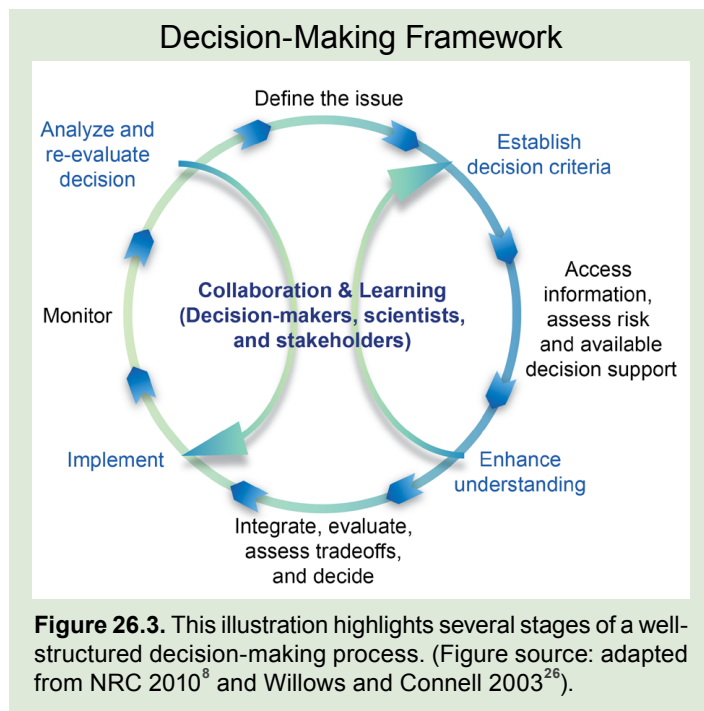 Decision-Making Framework
Define the issue
Analyze and
re-evaluate
decision
Establish
decision criteria
Access
information,
assess risk
and available
decision support
Collaboration & Learning
(Decision-makers, scientists,
and stakeholders)
Monitor
Implement
Enhance
understanding
Integrate, evaluate,
assess tradeoffs,
and decide
Figure 26.3. This illustration highlights several stages of a well-
structured decision-making process. (Figure source: adapted
from NRC 2010⁸ and Willows and Connell 2003²⁶).